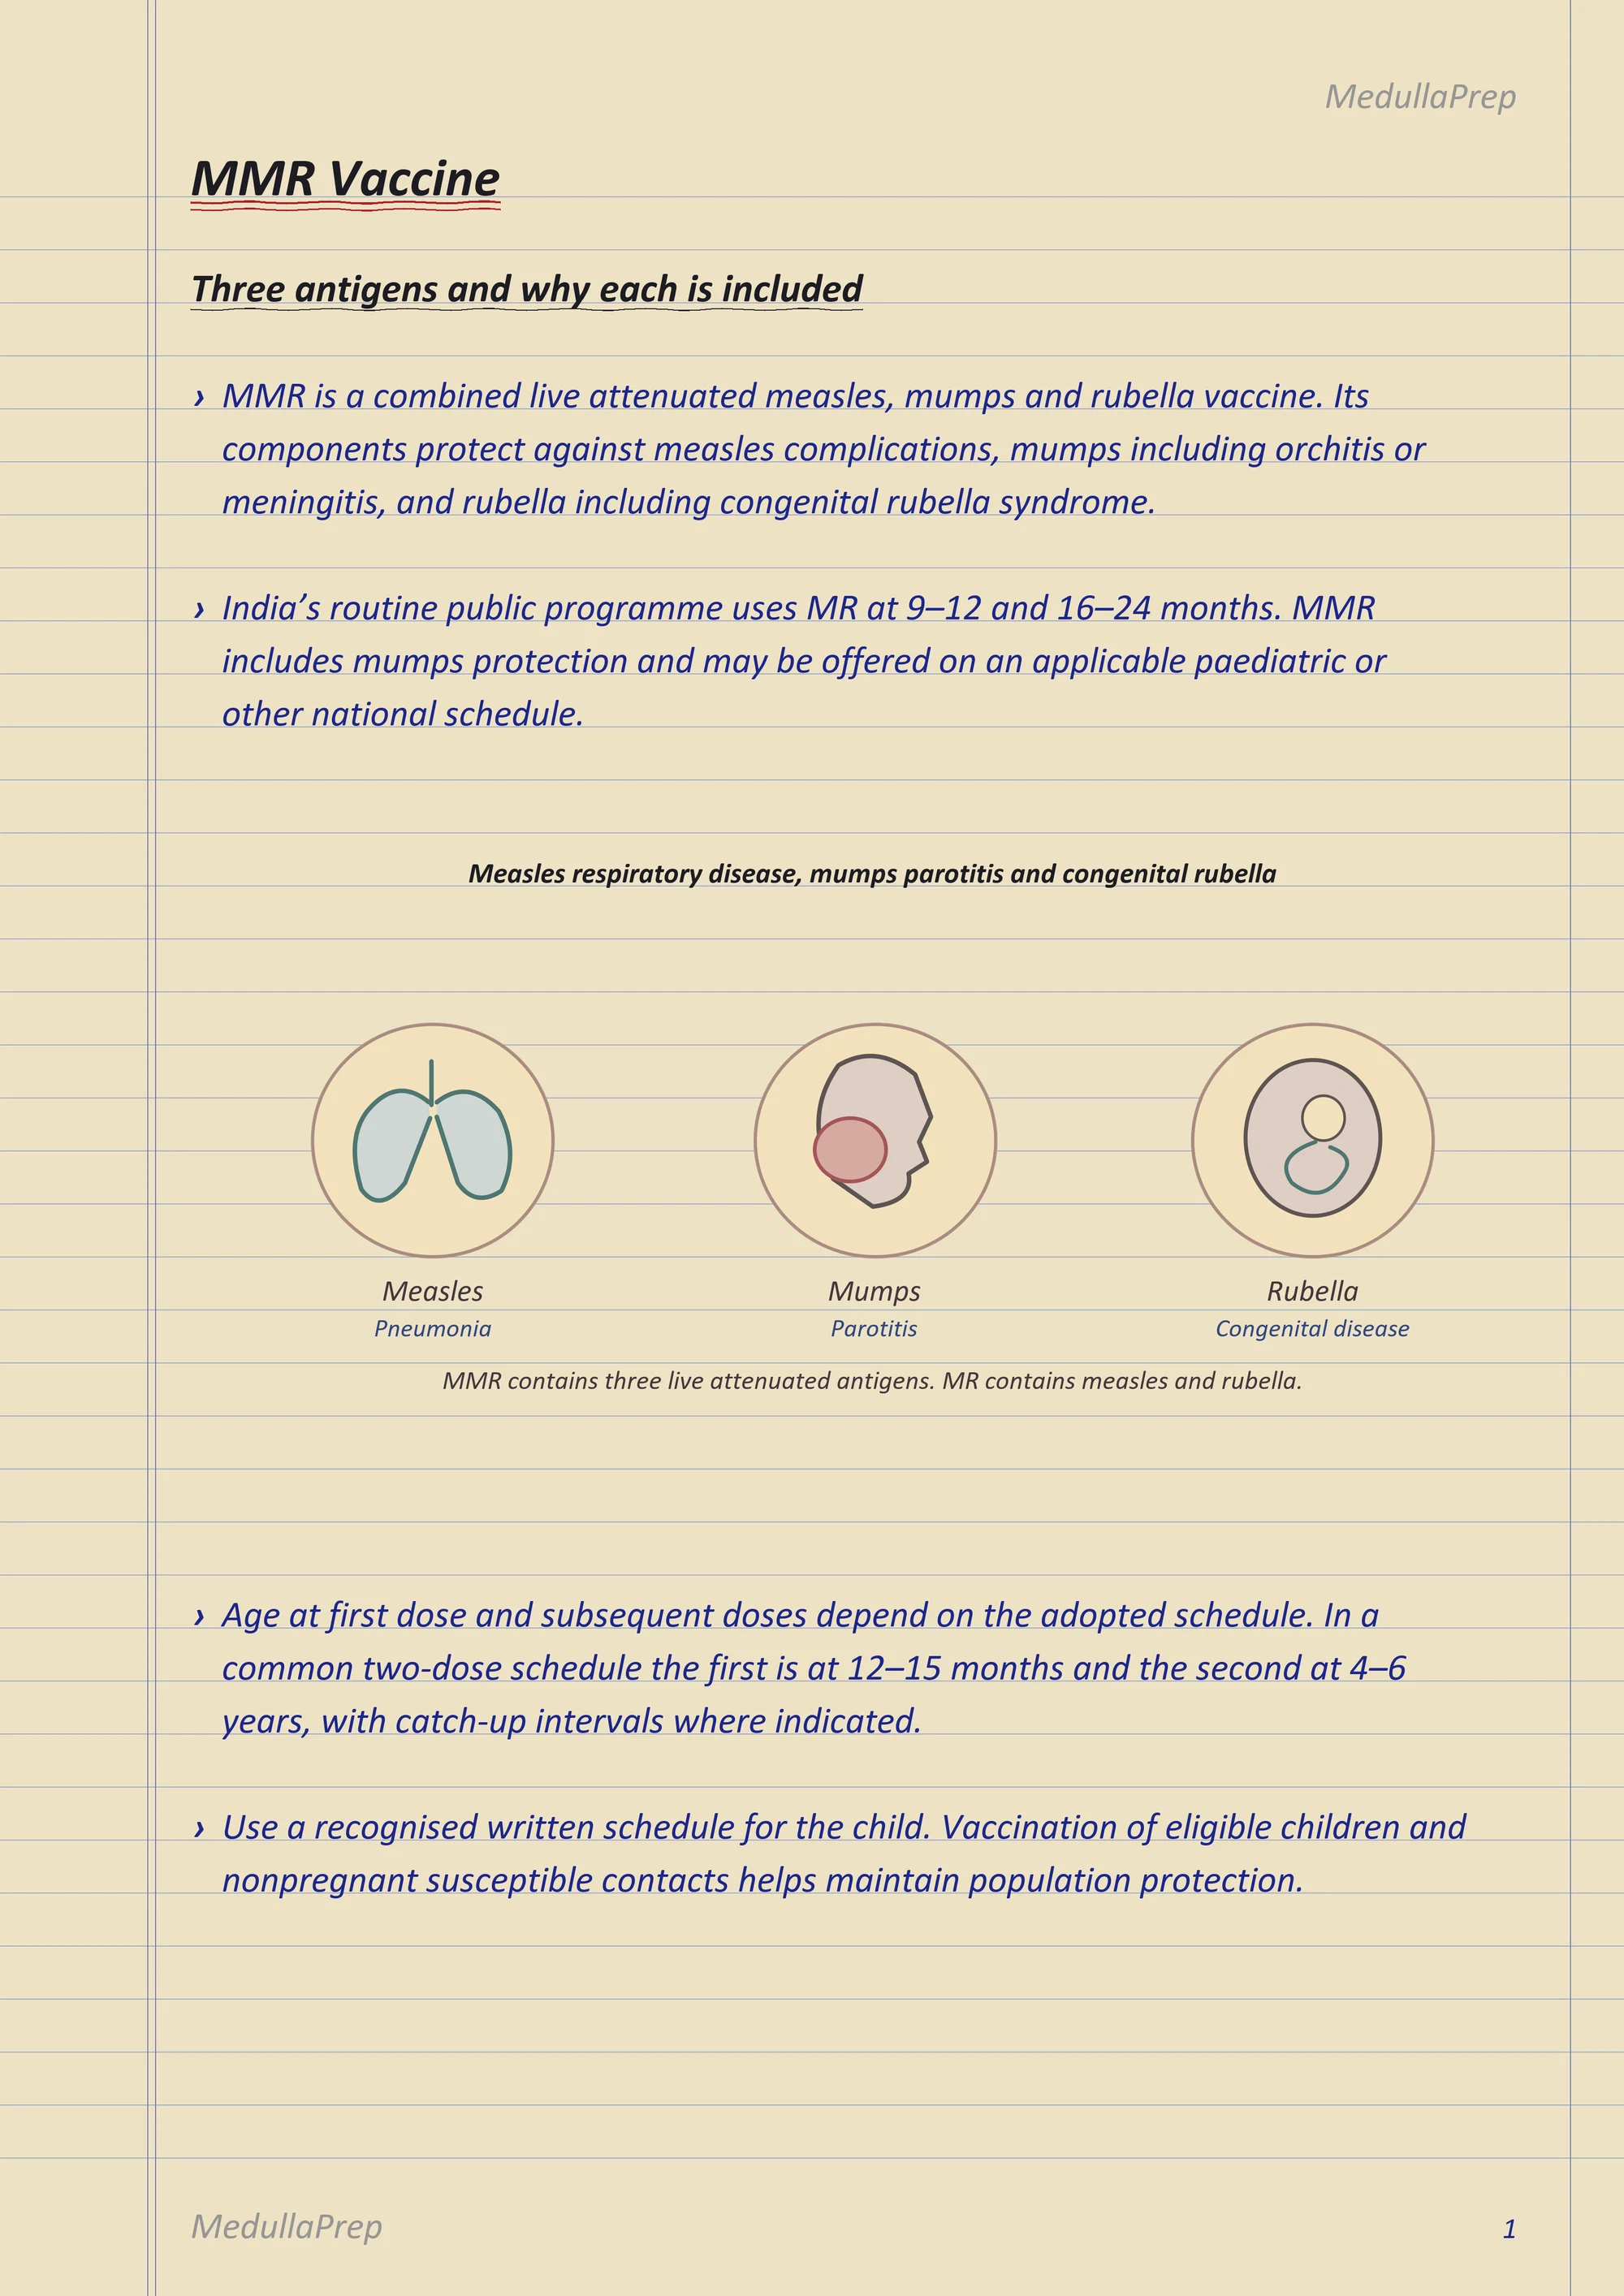 MedullaPrep
MMR Vaccine
Three antigens and why each is included
› MMR is a combined live attenuated measles, mumps and rubella vaccine. Its
components protect against measles complications, mumps including orchitis or
meningitis, and rubella including congenital rubella syndrome.
› India’s routine public programme uses MR at 9–12 and 16–24 months. MMR
includes mumps protection and may be offered on an applicable paediatric or
other national schedule.
Measles respiratory disease, mumps parotitis and congenital rubella
Measles
Pneumonia
Mumps
Parotitis
Rubella
Congenital disease
MMR contains three live attenuated antigens. MR contains measles and rubella.
› Age at first dose and subsequent doses depend on the adopted schedule. In a
common two-dose schedule the first is at 12–15 months and the second at 4–6
years, with catch-up intervals where indicated.
› Use a recognised written schedule for the child. Vaccination of eligible children and
nonpregnant susceptible contacts helps maintain population protection.
MedullaPrep
1